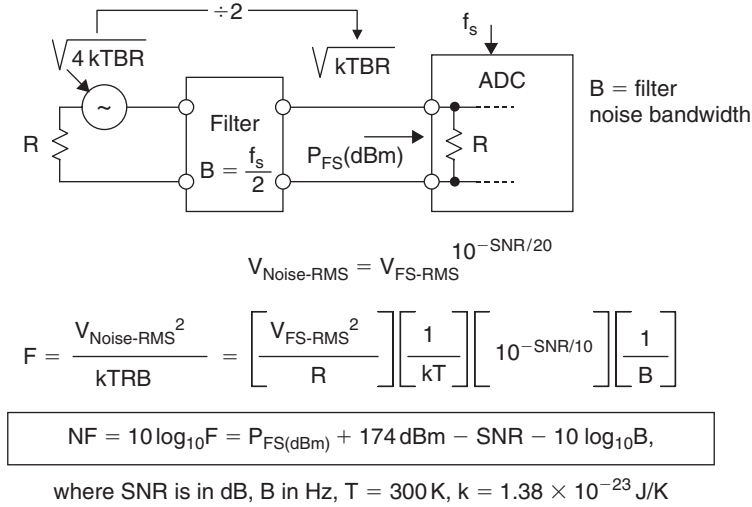 ÷2
√4 kTBR
√kTBR
f_s
ADC
B = filter
noise bandwidth
~
R
Filter
B = f_s/2
P_FS(dBm)
R
V_Noise-RMS = V_FS-RMS 10^−SNR/20
F = V_Noise-RMS²/kTRB = [V_FS-RMS²/R][1/kT][10^−SNR/10][1/B]
NF = 10 log₁₀F = P_FS(dBm) + 174 dBm − SNR − 10 log₁₀B,
where SNR is in dB, B in Hz, T = 300 K, k = 1.38 × 10^−23 J/K